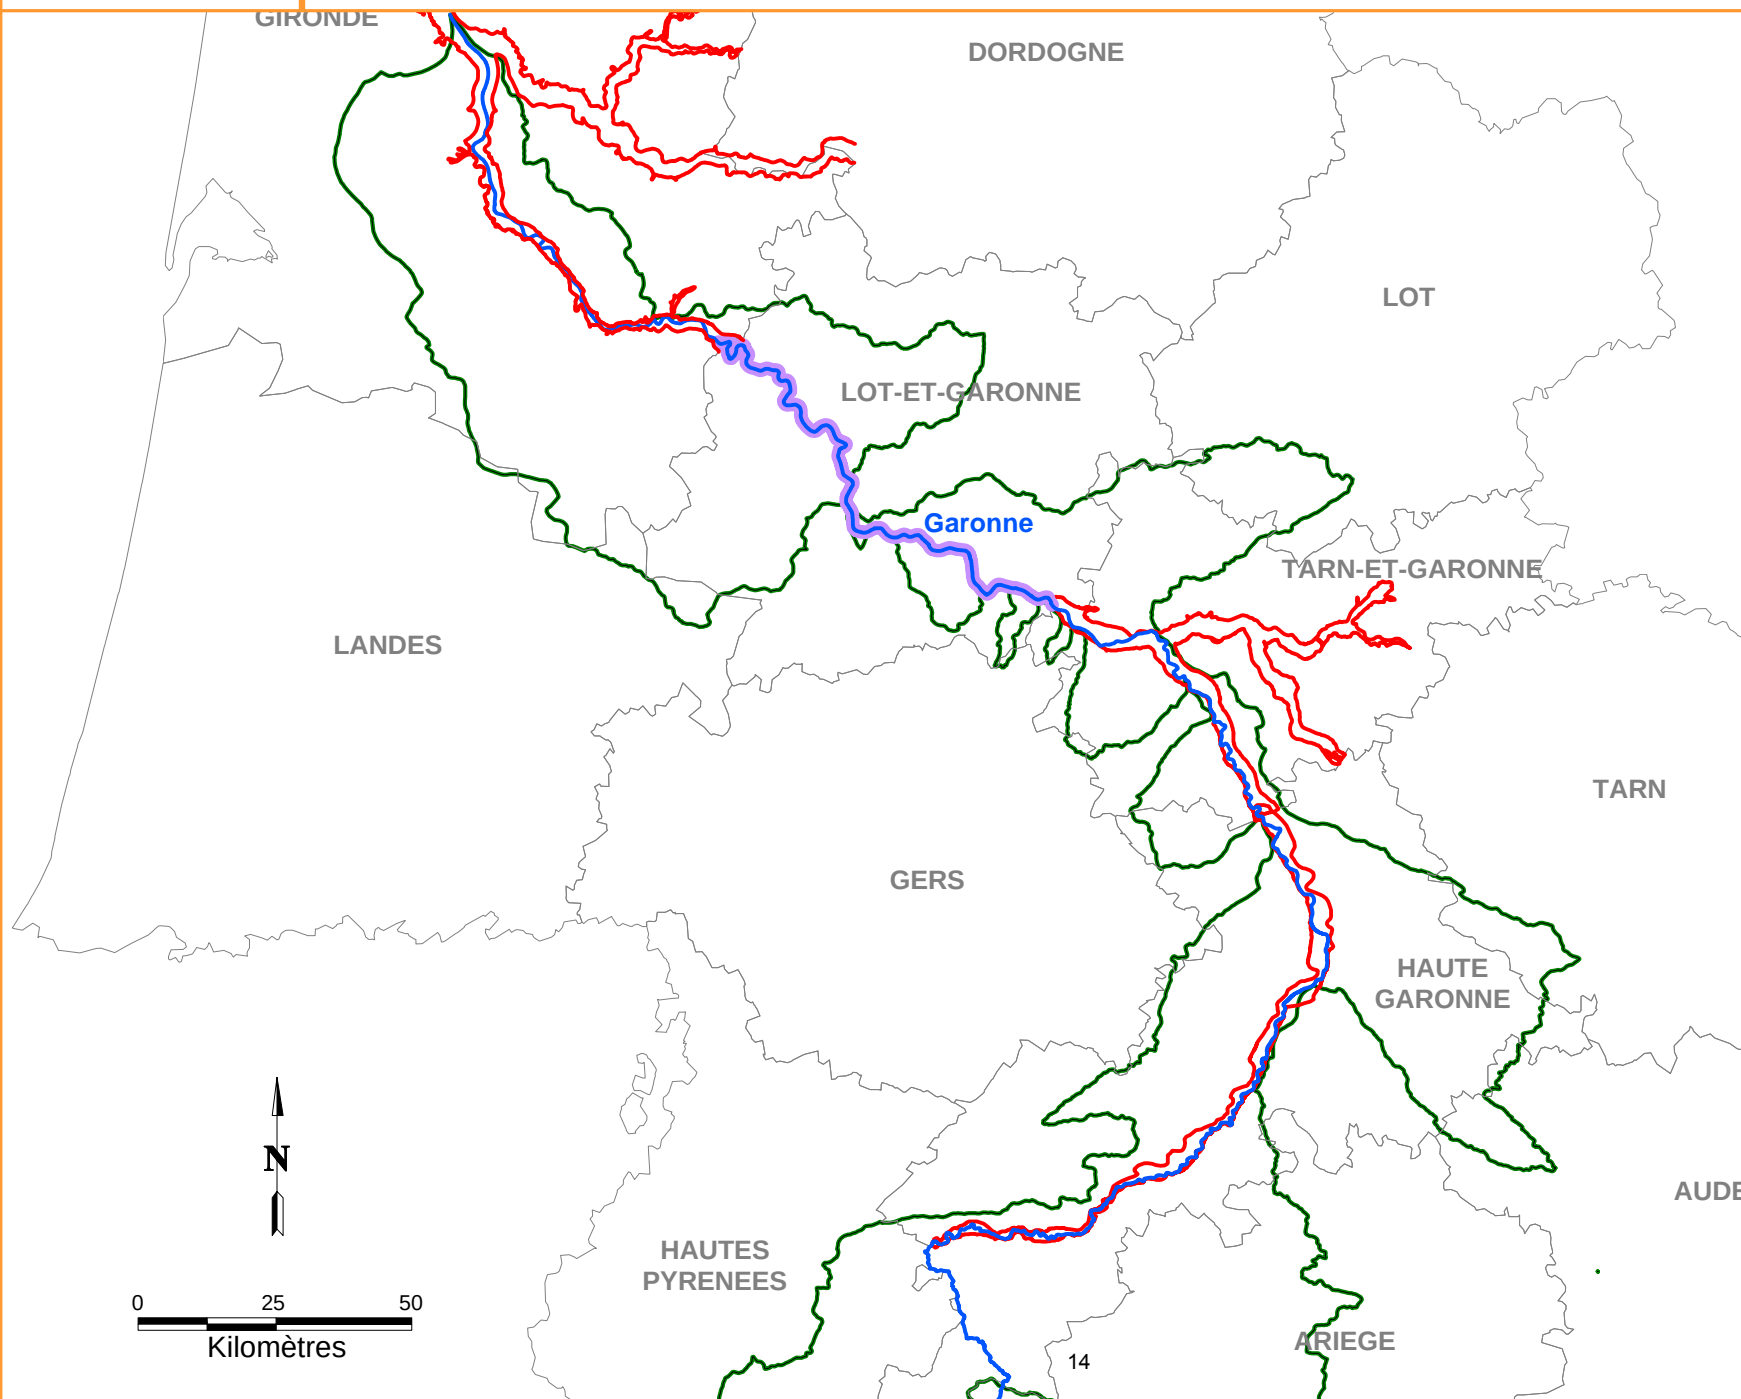 GIRONDE
DORDOGNE
LOT
LOT-ET-GARONNE
Garonne
TARN-ET-GARONNE
LANDES
TARN
GERS
HAUTE
GARONNE
N
AUDE
HAUTES
PYRENEES
0 25 50
Kilomètres
ARIEGE
14